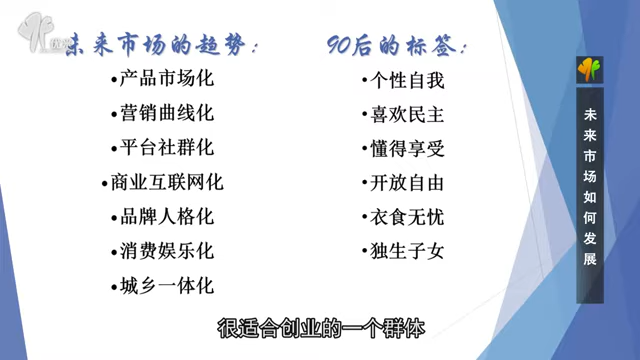 未来市场的趋势：
•产品市场化
•营销曲线化
•平台社群化
•商业互联网化
•品牌人格化
•消费娱乐化
•城乡一体化
90后的标签：
•个性自我
•喜欢民主
•懂得享受
•开放自由
•衣食无忧
•独生子女
未来市场如何发展
很适合创业的一个群体